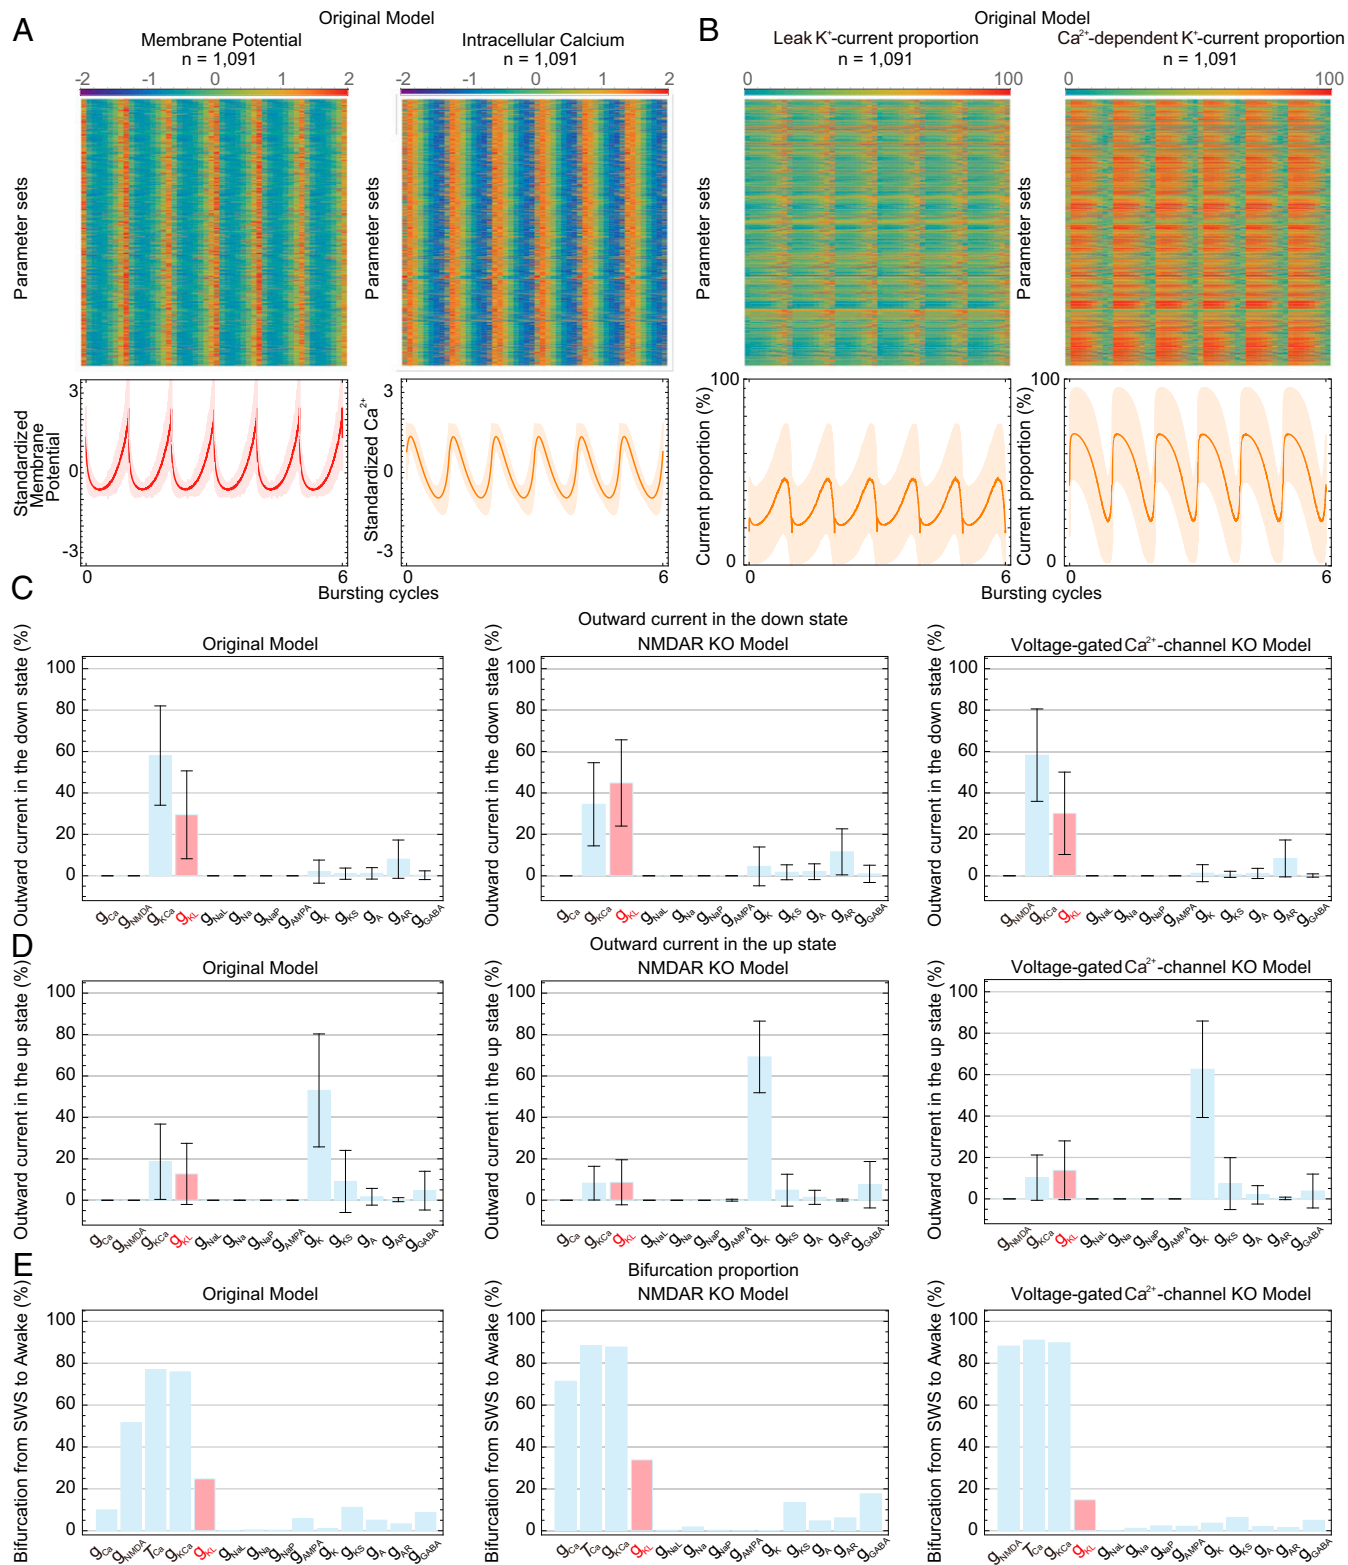 A
Original Model
Membrane Potential
n = 1,091
-2 -1 0 1 2
Parameter sets
Intracellular Calcium
n = 1,091
-2 -1 0 1 2
Parameter sets
Standardized
Membrane
Potential
3
0
-3
0 6
Standardized Ca²⁺
3
0
-3
0 6
Bursting cycles
B
Original Model
Leak K⁺-current proportion
n = 1,091
0 100
Parameter sets
Ca²⁺-dependent K⁺-current proportion
n = 1,091
0 100
Parameter sets
Current proportion (%)
100
0
0 6
Current proportion (%)
100
0
0 6
Bursting cycles
C
Outward current in the down state
Original Model
Outward current in the down state (%)
100
80
60
40
20
0
gCa gNMDA gKCa gKL gNaL gNa gNaP gAMPA gK gKS gA gAR gGABA
NMDAR KO Model
Outward current in the down state (%)
100
80
60
40
20
0
gCa gKCa gKL gNaL gNa gNaP gAMPA gK gKS gA gAR gGABA
Voltage-gated Ca²⁺-channel KO Model
Outward current in the down state (%)
100
80
60
40
20
0
gNMDA gKCa gKL gNaL gNa gNaP gAMPA gK gKS gA gAR gGABA
D
Outward current in the up state
Original Model
Outward current in the up state (%)
100
80
60
40
20
0
gCa gNMDA gKCa gKL gNaL gNa gNaP gAMPA gK gKS gA gAR gGABA
NMDAR KO Model
Outward current in the up state (%)
100
80
60
40
20
0
gCa gKCa gKL gNaL gNa gNaP gAMPA gK gKS gA gAR gGABA
Voltage-gated Ca²⁺-channel KO Model
Outward current in the up state (%)
100
80
60
40
20
0
gNMDA gKCa gKL gNaL gNa gNaP gAMPA gK gKS gA gAR gGABA
E
Bifurcation proportion
Original Model
Bifurcation from SWS to Awake (%)
100
80
60
40
20
0
gCa gNMDA τCa gKCa gKL gNaL gNa gNaP gAMPA gK gKS gA gAR gGABA
NMDAR KO Model
Bifurcation from SWS to Awake (%)
100
80
60
40
20
0
gCa τCa gKCa gKL gNaL gNa gNaP gAMPA gK gKS gA gAR gGABA
Voltage-gated Ca²⁺-channel KO Model
Bifurcation from SWS to Awake (%)
100
80
60
40
20
0
gNMDA τCa gKCa gKL gNaL gNa gNaP gAMPA gK gKS gA gAR gGABA